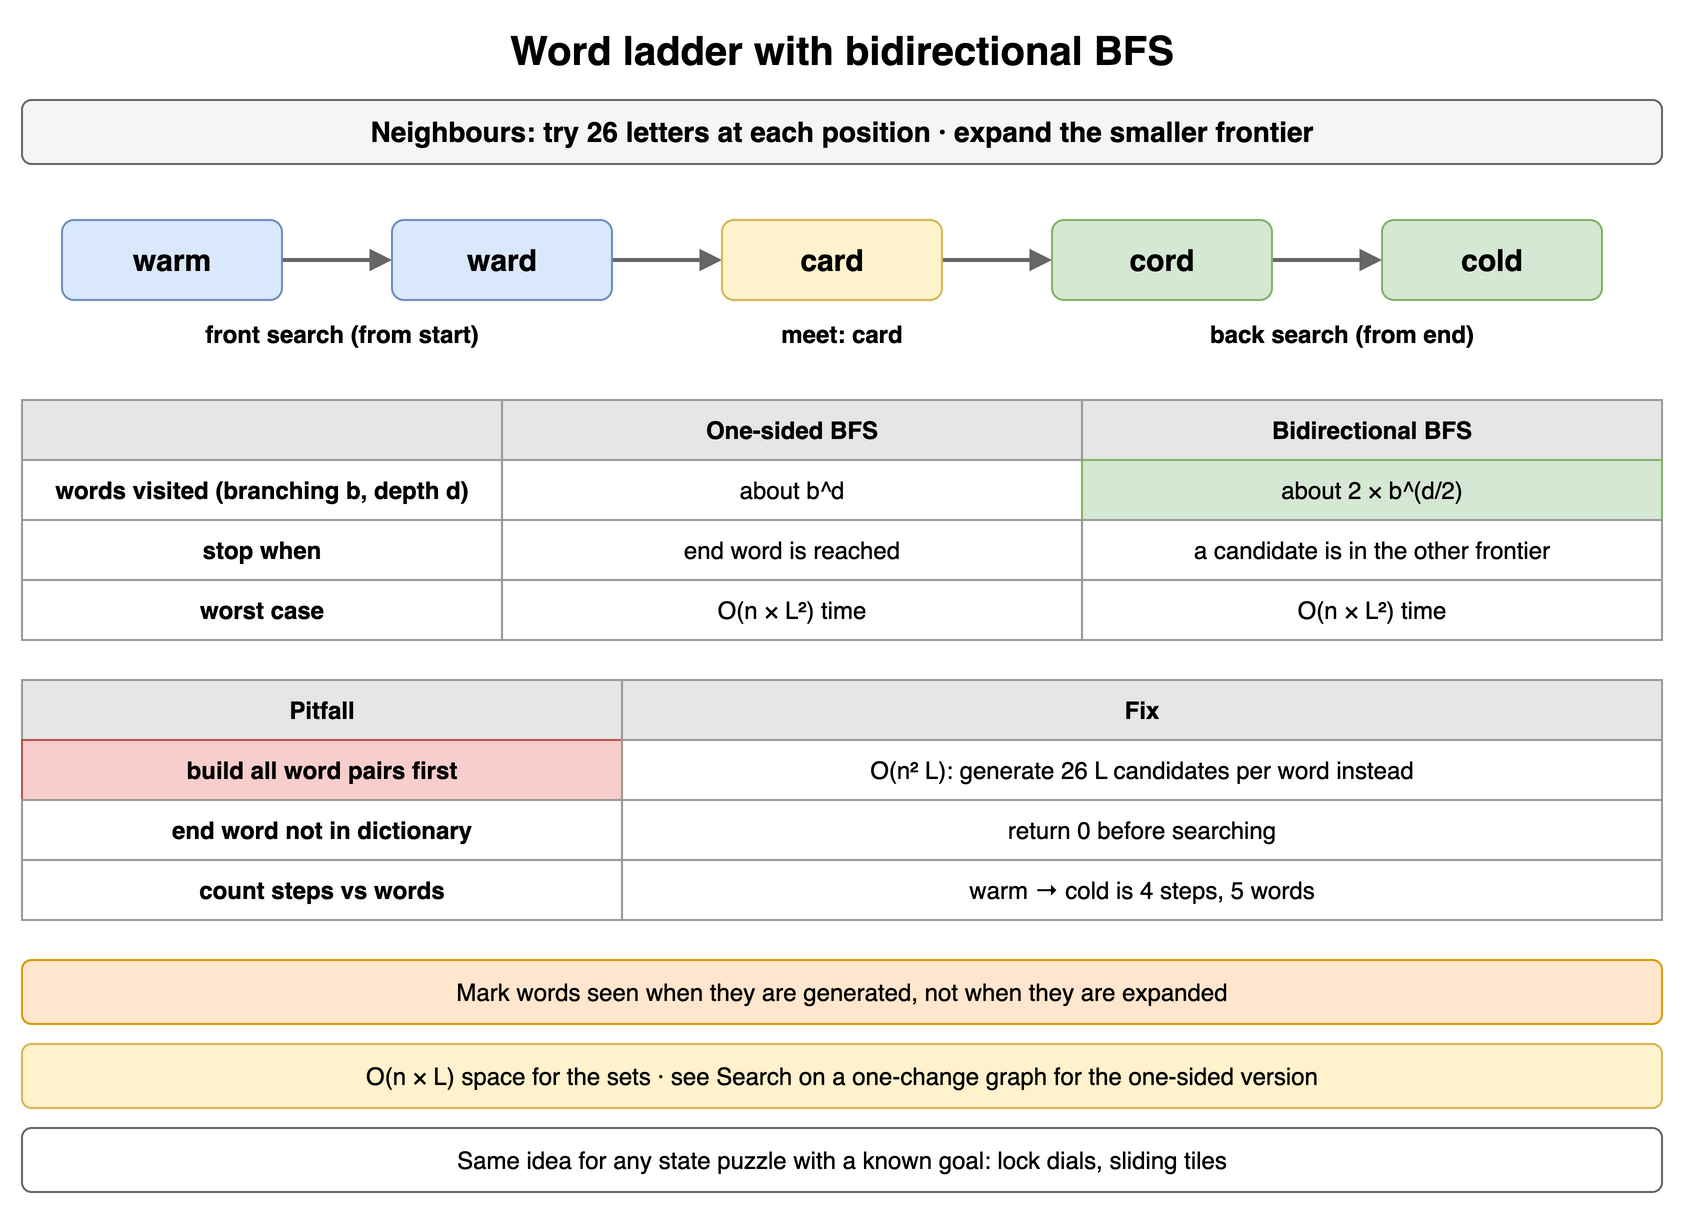 Word ladder with bidirectional BFS
Neighbours: try 26 letters at each position · expand the smaller frontier
warm
ward
card
cord
cold
front search (from start)
meet: card
back search (from end)
One-sided BFS
Bidirectional BFS
words visited (branching b, depth d)
about b^d
about 2 × b^(d/2)
stop when
end word is reached
a candidate is in the other frontier
worst case
O(n × L²) time
O(n × L²) time
Pitfall
Fix
build all word pairs first
O(n² L): generate 26 L candidates per word instead
end word not in dictionary
return 0 before searching
count steps vs words
warm → cold is 4 steps, 5 words
Mark words seen when they are generated, not when they are expanded
O(n × L) space for the sets · see Search on a one-change graph for the one-sided version
Same idea for any state puzzle with a known goal: lock dials, sliding tiles